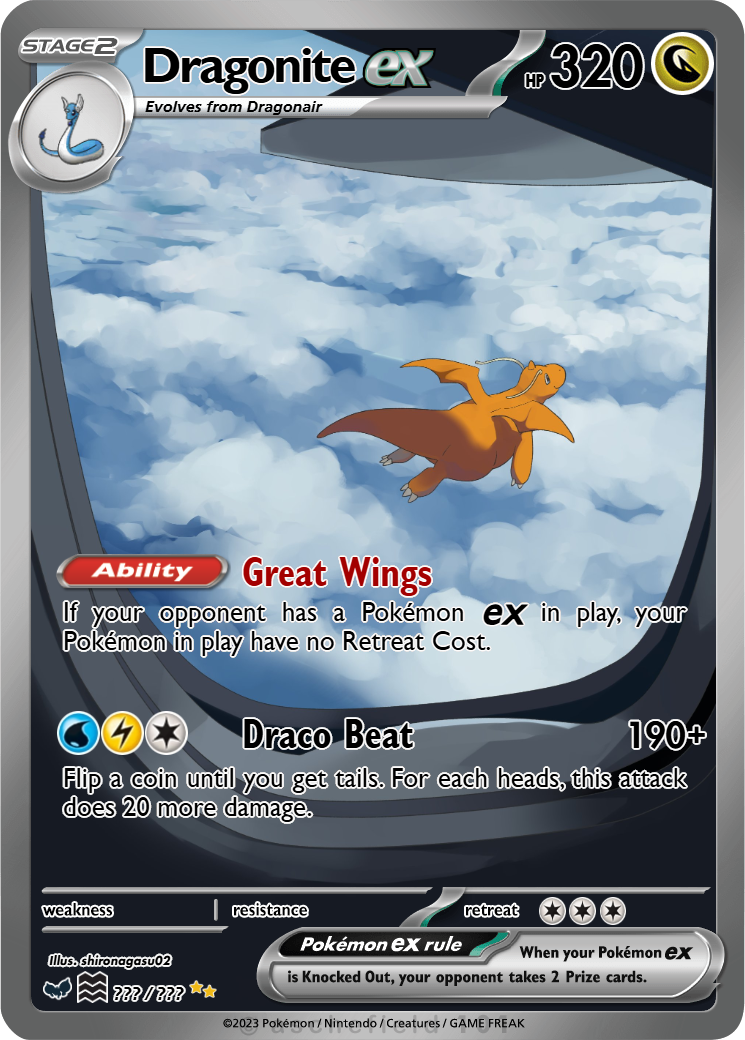 STAGE2
Dragonite ex
HP 320
Evolves from Dragonair
Ability Great Wings
If your opponent has a Pokémon ex in play, your
Pokémon in play have no Retreat Cost.
Draco Beat 190+
Flip a coin until you get tails. For each heads, this attack
does 20 more damage.
weakness resistance retreat
Pokémon ex rule When your Pokémon ex
is Knocked Out, your opponent takes 2 Prize cards.
Illus. shironagasu02
??? / ???
©2023 Pokémon / Nintendo / Creatures / GAME FREAK